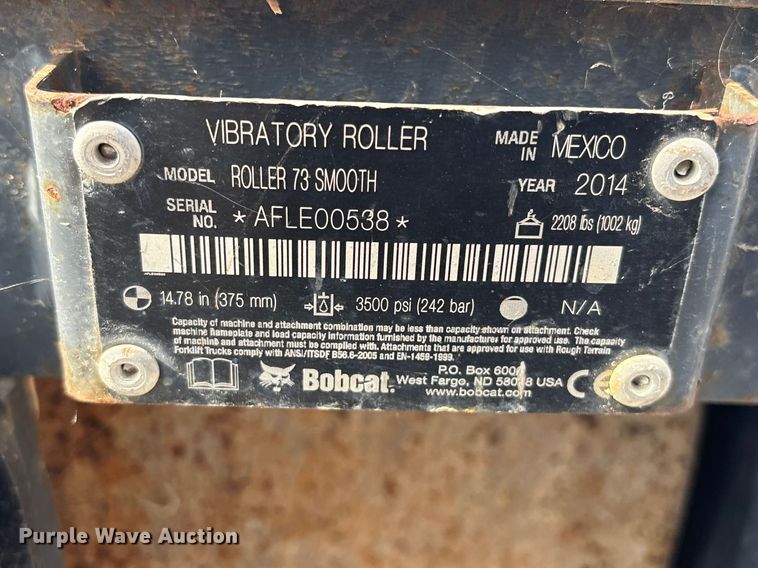 VIBRATORY ROLLER
MADE IN MEXICO
MODEL ROLLER 73 SMOOTH
YEAR 2014
SERIAL NO. *AFLE00538*
2208 lbs (1002 kg)
AFLE00538
14.78 in (375 mm)
3500 psi (242 bar)
N/A
Capacity of machine and attachment combination may be less than capacity shown on attachment. Check
machine nameplate and load capacity information furnished by the manufactures for approved use. The capacity
of machine and attachment must be complied with. Attachments that are approved for use with Rough Terrain
Forklift Trucks comply with ANSI/ITSDF B56.6-2005 and EN-1459-1999.
Bobcat.
P.O. Box 6000
West Fargo, ND 58078 USA
www.bobcat.com
CE
Purple Wave Auction